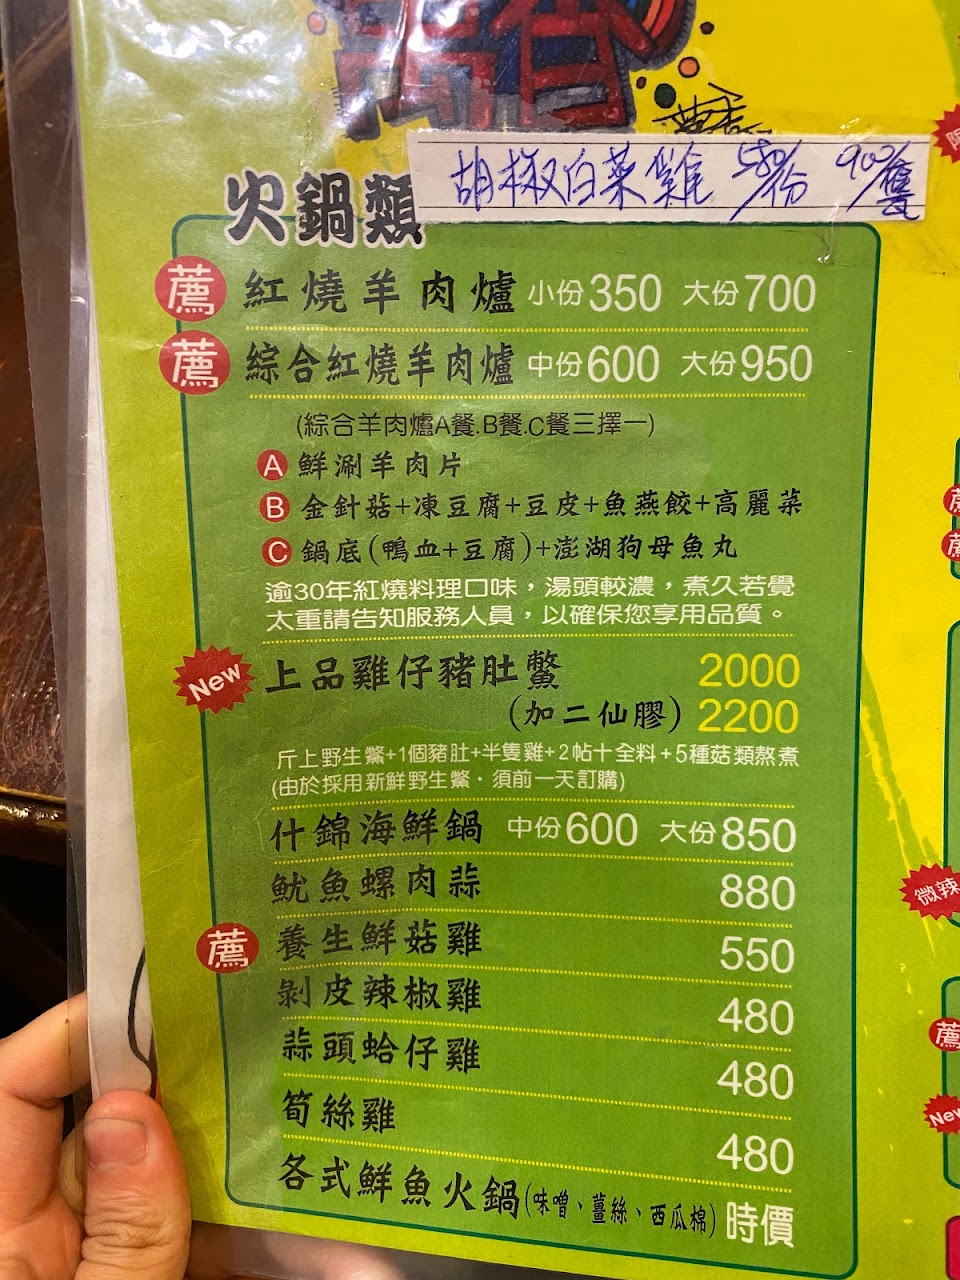 萬香
胡椒白菜雞 580/份 900/隻
火鍋類
薦 紅燒羊肉爐 小份350 大份700
薦 綜合紅燒羊肉爐 中份600 大份950
(綜合羊肉爐A餐.B餐.C餐三擇一)
A 鮮涮羊肉片
B 金針菇+凍豆腐+豆皮+魚燕餃+高麗菜
C 鍋底(鴨血+豆腐)+澎湖狗母魚丸
逾30年紅燒料理口味，湯頭較濃，煮久若覺
太重請告知服務人員，以確保您享用品質。
New 上品雞仔豬肚鱉 2000
(加二仙膠) 2200
斤上野生鱉+1個豬肚+半隻雞+2帖十全料+5種菇類熬煮
(由於採用新鮮野生鱉·須前一天訂購)
什錦海鮮鍋 中份600 大份850
魷魚螺肉蒜 880
薦 養生鮮菇雞 550
剝皮辣椒雞 480
蒜頭蛤仔雞 480
筍絲雞 480
各式鮮魚火鍋(味噌、薑絲、西瓜棉) 時價
微辣
薦
New